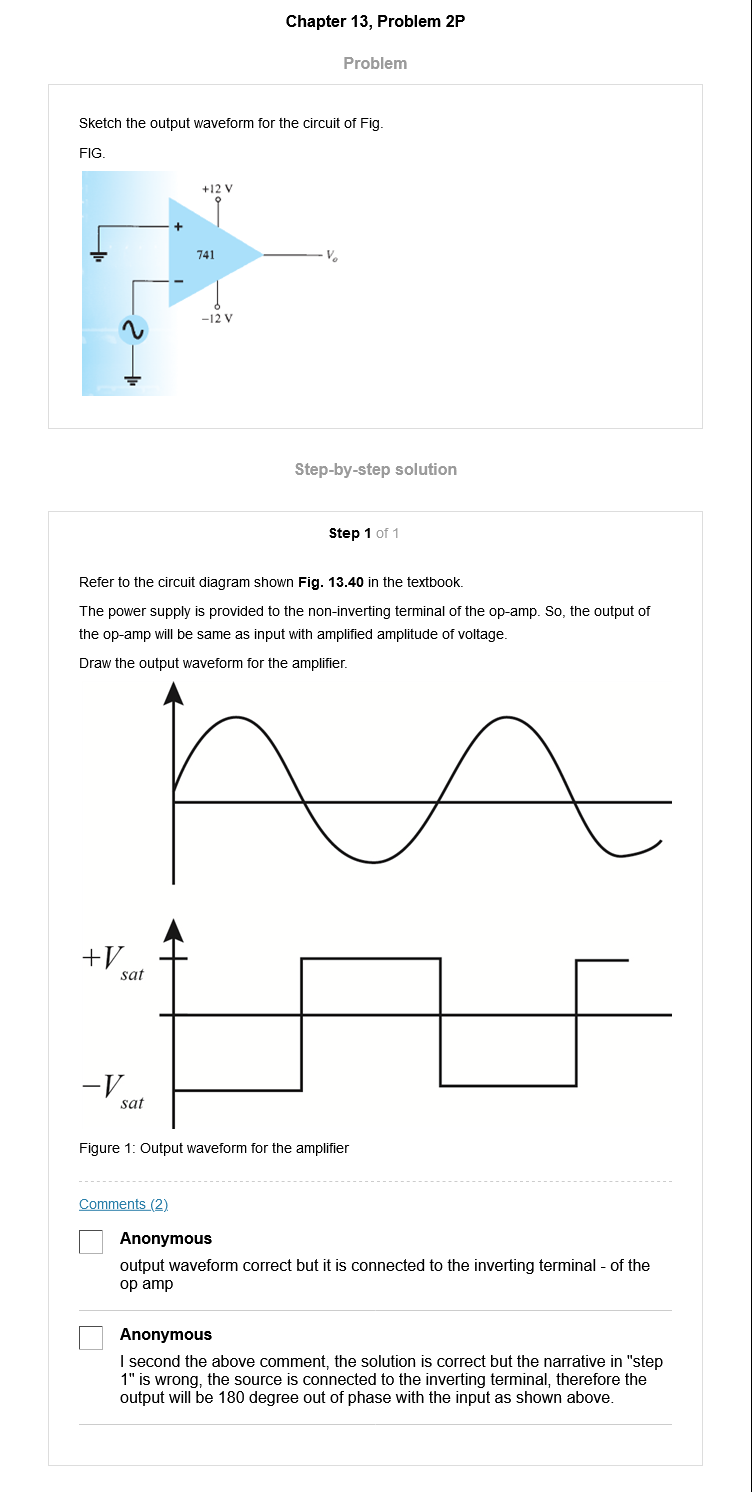 Chapter 13, Problem 2P
Problem
Sketch the output waveform for the circuit of Fig.
FIG.
+12 V
+
741
Vo
−
−12 V
Step-by-step solution
Step 1 of 1
Refer to the circuit diagram shown Fig. 13.40 in the textbook.
The power supply is provided to the non-inverting terminal of the op-amp. So, the output of
the op-amp will be same as input with amplified amplitude of voltage.
Draw the output waveform for the amplifier.
+Vsat
−Vsat
Figure 1: Output waveform for the amplifier
Comments (2)
Anonymous
output waveform correct but it is connected to the inverting terminal - of the
op amp
Anonymous
I second the above comment, the solution is correct but the narrative in "step
1" is wrong, the source is connected to the inverting terminal, therefore the
output will be 180 degree out of phase with the input as shown above.